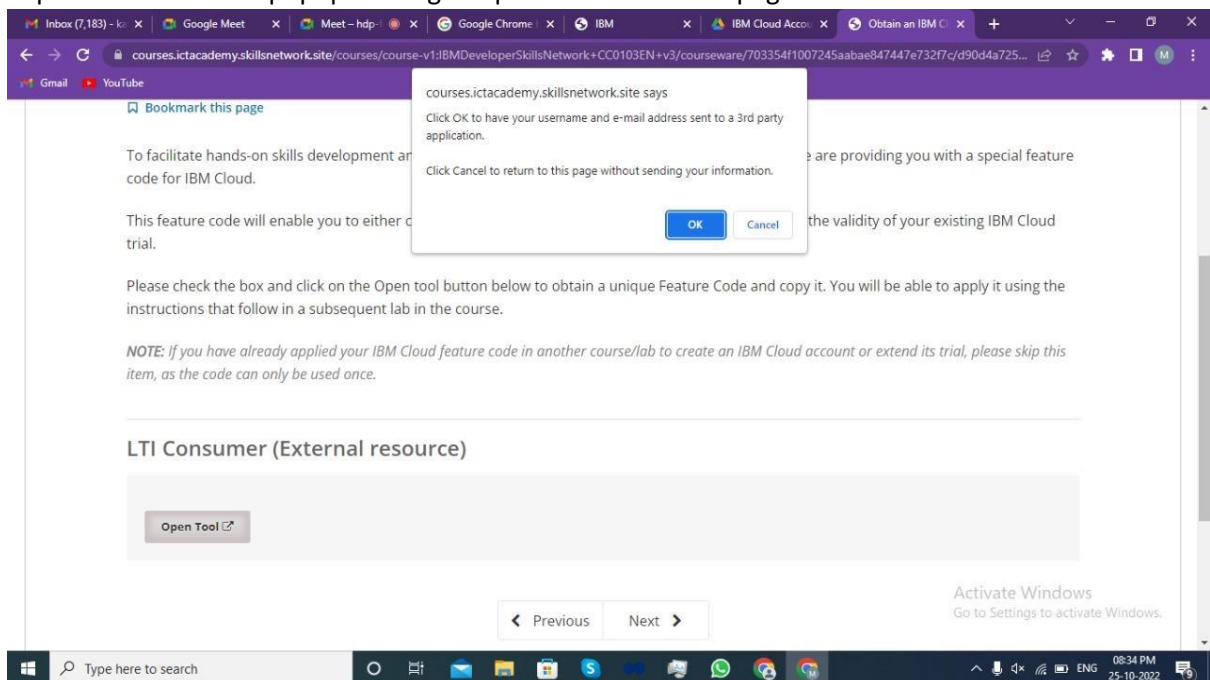 Inbox (7,183) - ka
Google Meet
Meet – hdp-
Google Chrome
IBM
IBM Cloud Accou
Obtain an IBM Cl
courses.ictacademy.skillsnetwork.site/courses/course-v1:IBMDeveloperSkillsNetwork+CC0103EN+v3/courseware/703354f1007245aabae847447e732f7c/d90d4a725...
M
Gmail
YouTube
Bookmark this page
courses.ictacademy.skillsnetwork.site says
Click OK to have your username and e-mail address sent to a 3rd party
application.
Click Cancel to return to this page without sending your information.
OK
Cancel
To facilitate hands-on skills development are are providing you with a special feature
code for IBM Cloud.
This feature code will enable you to either the validity of your existing IBM Cloud
trial.
Please check the box and click on the Open tool button below to obtain a unique Feature Code and copy it. You will be able to apply it using the
instructions that follow in a subsequent lab in the course.
NOTE: If you have already applied your IBM Cloud feature code in another course/lab to create an IBM Cloud account or extend its trial, please skip this
item, as the code can only be used once.
LTI Consumer (External resource)
Open Tool
Previous
Next
Activate Windows
Go to Settings to activate Windows.
Type here to search
ENG
08:34 PM
25-10-2022